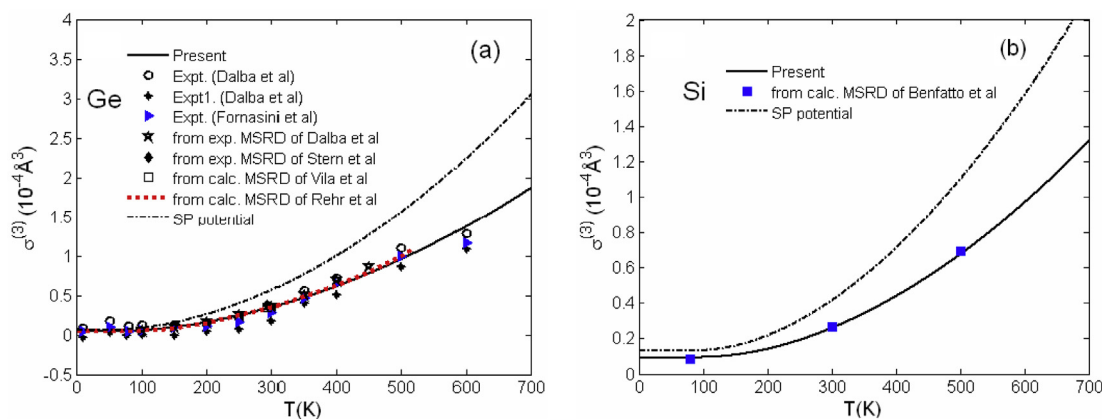 4
3.5
3
2.5
2
1.5
1
0.5
0
-0.5
0 100 200 300 400 500 600 700
T(K)
σ(3) (10-4Å3)
(a)
Ge
Present
Expt. (Dalba et al)
Expt1. (Dalba et al)
Expt. (Fornasini et al)
from exp. MSRD of Dalba et al
from exp. MSRD of Stern et al
from calc. MSRD of Vila et al
from calc. MSRD of Rehr et al
SP potential
2
1.8
1.6
1.4
1.2
1
0.8
0.6
0.4
0.2
0
0 100 200 300 400 500 600 700
T(K)
σ(3) (10-4Å3)
(b)
Si
Present
from calc. MSRD of Benfatto et al
SP potential